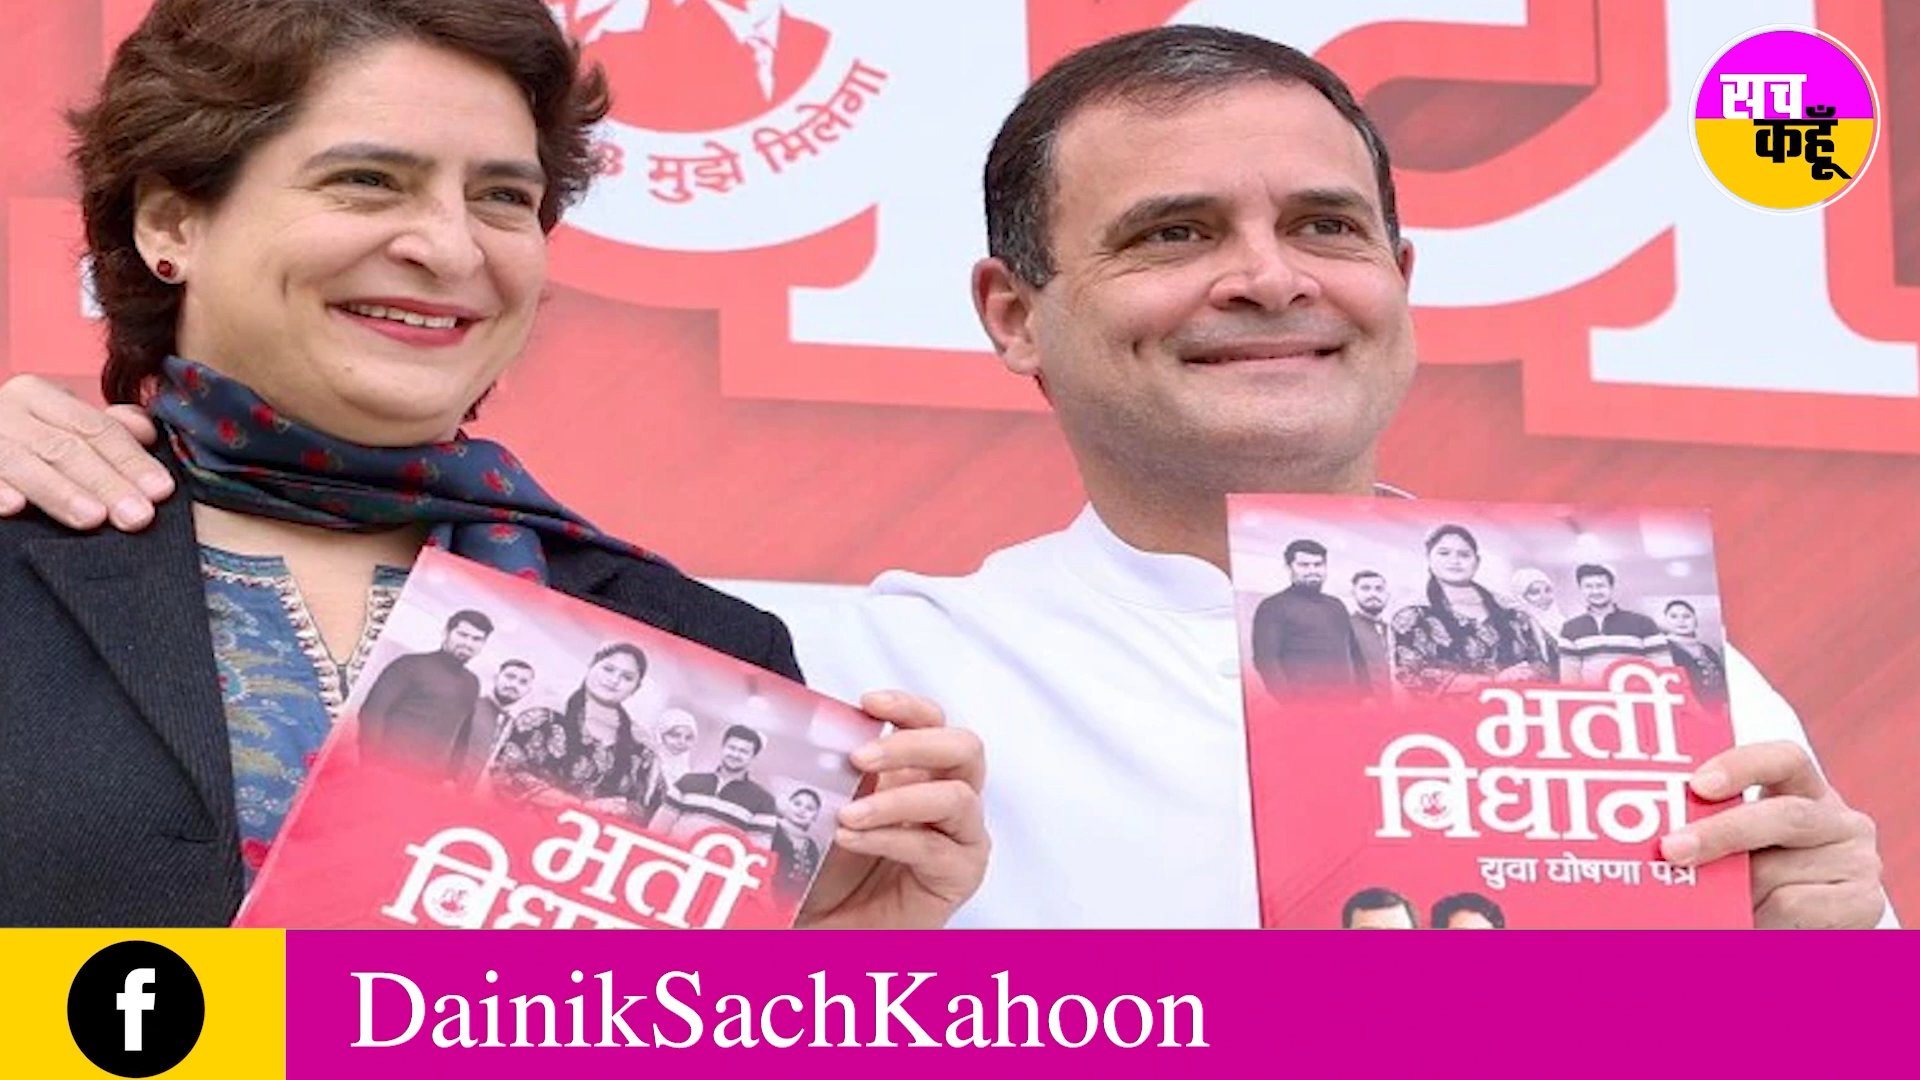 मुझे मिलेगा
सच
कहूँ
भर्ती
विधान
भर्ती
विधान
युवा घोषणा पत्र
f
DainikSachKahoon